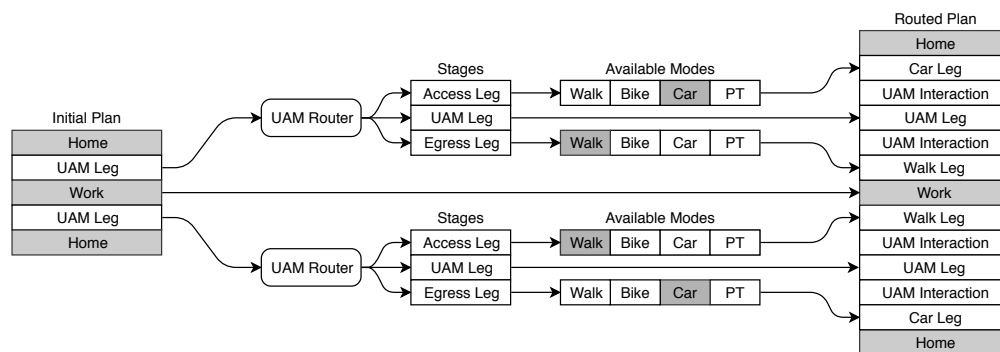 Initial Plan
Home
UAM Leg
Work
UAM Leg
Home
UAM Router
Stages
Access Leg
UAM Leg
Egress Leg
Available Modes
Walk Bike Car PT
Walk Bike Car PT
UAM Router
Stages
Access Leg
UAM Leg
Egress Leg
Available Modes
Walk Bike Car PT
Walk Bike Car PT
Routed Plan
Home
Car Leg
UAM Interaction
UAM Leg
UAM Interaction
Walk Leg
Work
Walk Leg
UAM Interaction
UAM Leg
UAM Interaction
Car Leg
Home